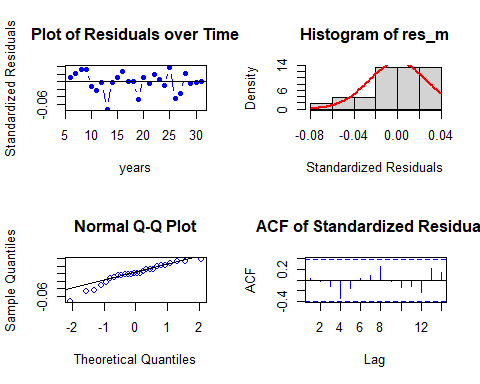 Plot of Residuals over Time
Standardized Residuals
-0.06
5 10 15 20 25 30
years
Histogram of res_m
Density
0 6 14
-0.08 -0.04 0.00 0.04
Standardized Residuals
Normal Q-Q Plot
Sample Quantiles
-0.06
-2 -1 0 1 2
Theoretical Quantiles
ACF of Standardized Residua
ACF
-0.4 0.2
2 4 6 8 12
Lag